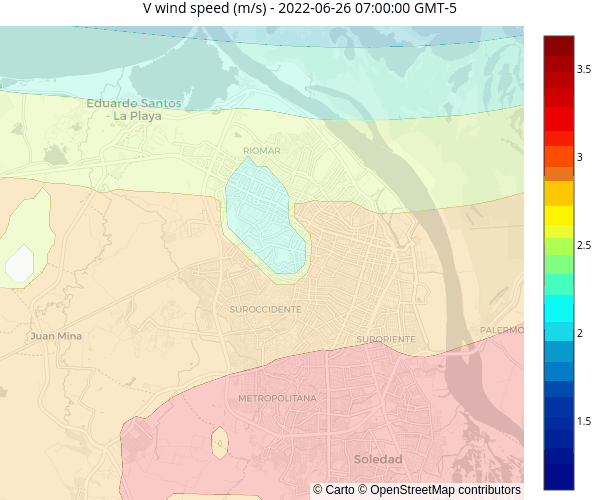 V wind speed (m/s) - 2022-06-26 07:00:00 GMT-5
3.5
Eduardo Santos
- La Playa
RIOMAR
3
2.5
SUROCCIDENTE
PALERMO
2
Juan Mina
SURORIENTE
METROPOLITANA
1.5
Soledad
© Carto © OpenStreetMap contributors